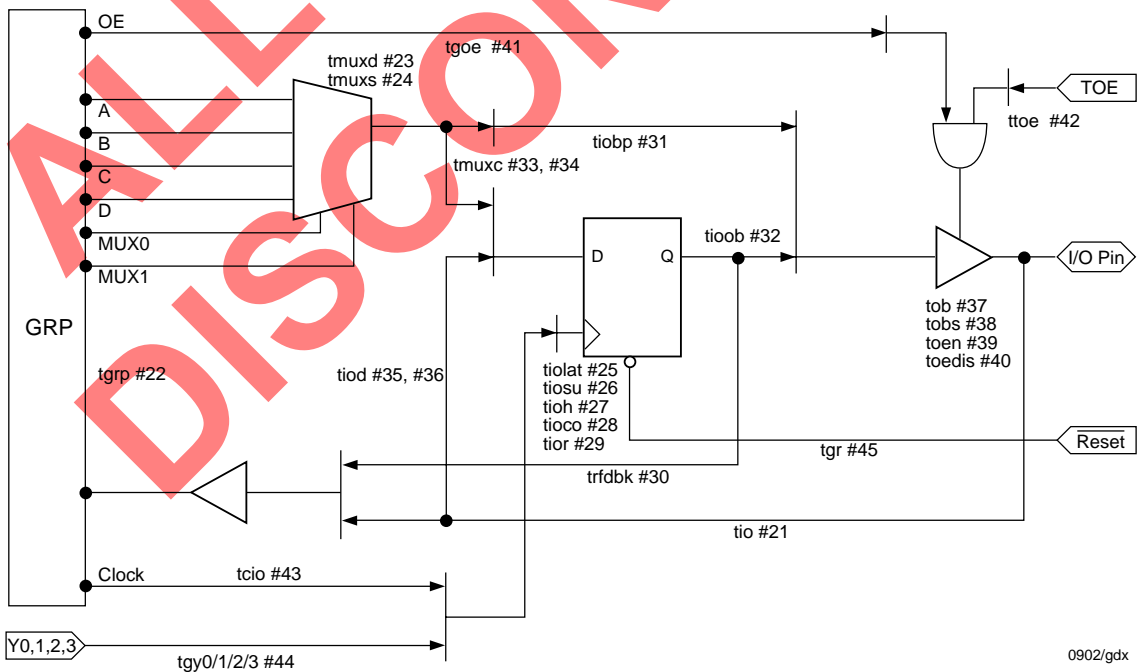 OE
tgoe #41
tmuxd #23
tmuxs #24
TOE
ttoe #42
A
B
C
D
MUX0
MUX1
tiobp #31
tmuxc #33, #34
GRP
D
Q
tioob #32
I/O Pin
tob #37
tobs #38
toen #39
toedis #40
tgrp #22
tiod #35, #36
tiolat #25
tiosu #26
tioh #27
tioco #28
tior #29
Reset
tgr #45
trfdbk #30
tio #21
Clock
tcio #43
Y0,1,2,3
tgy0/1/2/3 #44
0902/gdx
ALL
DISCON